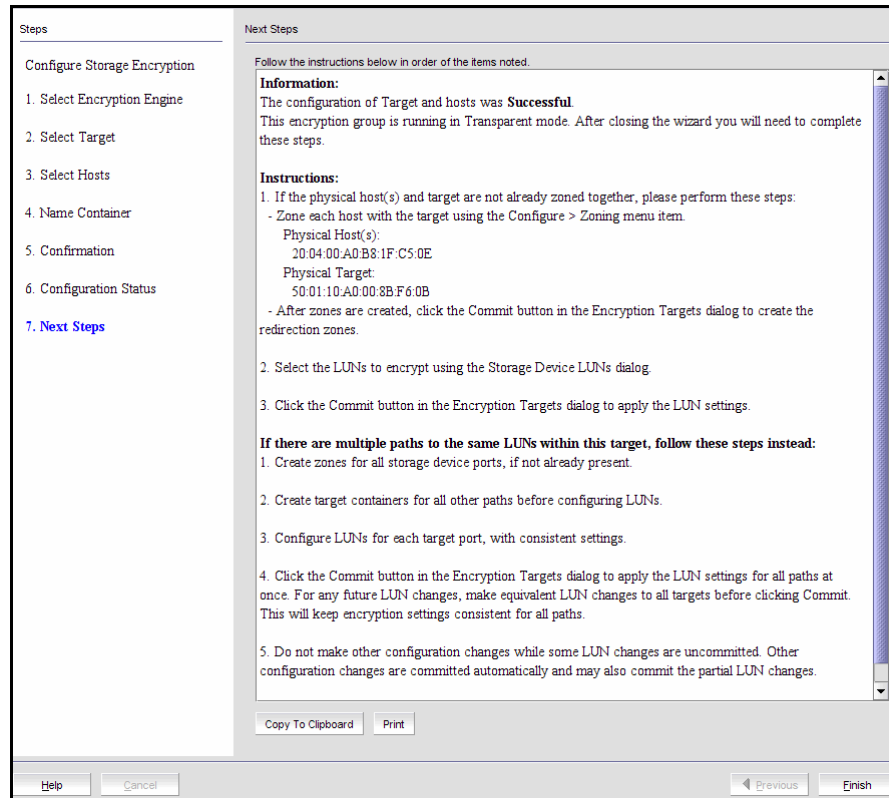 Steps
Configure Storage Encryption
1. Select Encryption Engine
2. Select Target
3. Select Hosts
4. Name Container
5. Confirmation
6. Configuration Status
7. Next Steps
Next Steps
Follow the instructions below in order of the items noted.
Information:
The configuration of Target and hosts was Successful.
This encryption group is running in Transparent mode. After closing the wizard you will need to complete
these steps.
Instructions:
1. If the physical host(s) and target are not already zoned together, please perform these steps:
- Zone each host with the target using the Configure > Zoning menu item.
Physical Host(s):
20:04:00:A0:B8:1F:C5:0E
Physical Target:
50:01:10:A0:00:8B:F6:0B
- After zones are created, click the Commit button in the Encryption Targets dialog to create the
redirection zones.
2. Select the LUNs to encrypt using the Storage Device LUNs dialog.
3. Click the Commit button in the Encryption Targets dialog to apply the LUN settings.
If there are multiple paths to the same LUNs within this target, follow these steps instead:
1. Create zones for all storage device ports, if not already present.
2. Create target containers for all other paths before configuring LUNs.
3. Configure LUNs for each target port, with consistent settings.
4. Click the Commit button in the Encryption Targets dialog to apply the LUN settings for all paths at
once. For any future LUN changes, make equivalent LUN changes to all targets before clicking Commit.
This will keep encryption settings consistent for all paths.
5. Do not make other configuration changes while some LUN changes are uncommitted. Other
configuration changes are committed automatically and may also commit the partial LUN changes.
Copy To Clipboard
Print
Help
Cancel
Previous
Finish